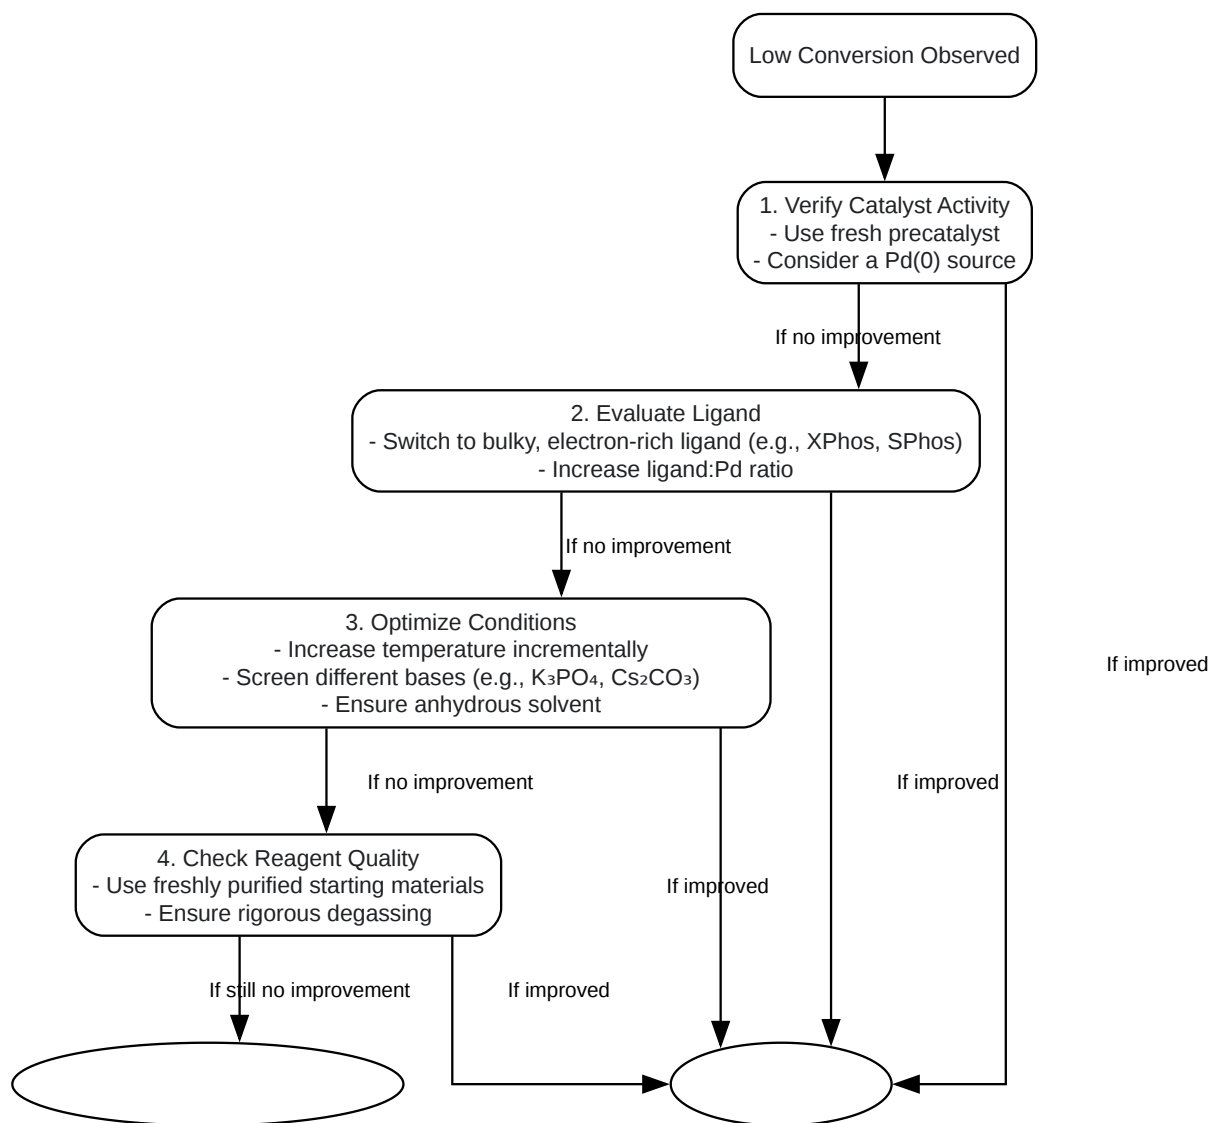 Low Conversion Observed
1. Verify Catalyst Activity
- Use fresh precatalyst
- Consider a Pd(0) source
If no improvement
2. Evaluate Ligand
- Switch to bulky, electron-rich ligand (e.g., XPhos, SPhos)
- Increase ligand:Pd ratio
If no improvement
3. Optimize Conditions
- Increase temperature incrementally
- Screen different bases (e.g., K₃PO₄, Cs₂CO₃)
- Ensure anhydrous solvent
If improved
If no improvement
If improved
4. Check Reagent Quality
- Use freshly purified starting materials
- Ensure rigorous degassing
If improved
If still no improvement
If improved